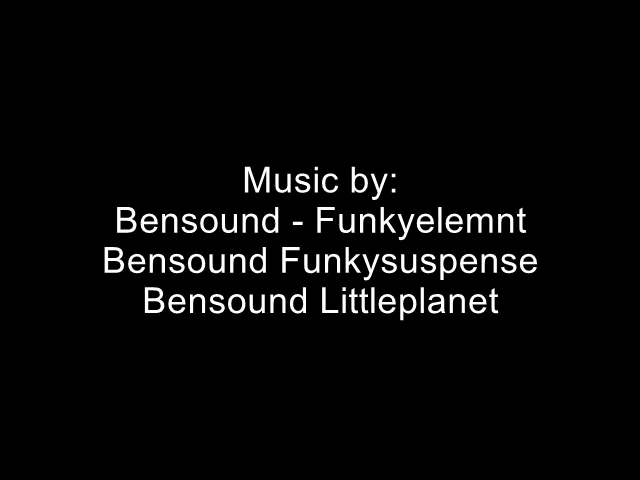 Music by:
Bensound - Funkyelemnt
Bensound Funkysuspense
Bensound Littleplanet